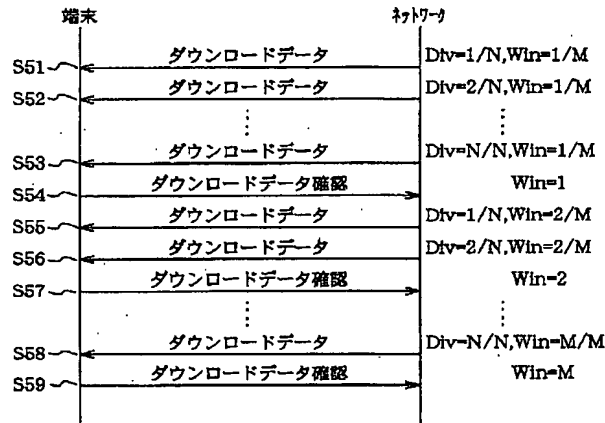 端末 ネットワーク
S51 ダウンロードデータ Div=1/N,Win=1/M
S52 ダウンロードデータ Div=2/N,Win=1/M
S53 ダウンロードデータ Div=N/N,Win=1/M
S54 ダウンロードデータ確認 Win=1
S55 ダウンロードデータ Div=1/N,Win=2/M
S56 ダウンロードデータ Div=2/N,Win=2/M
S57 ダウンロードデータ確認 Win=2
S58 ダウンロードデータ Div=N/N,Win=M/M
S59 ダウンロードデータ確認 Win=M